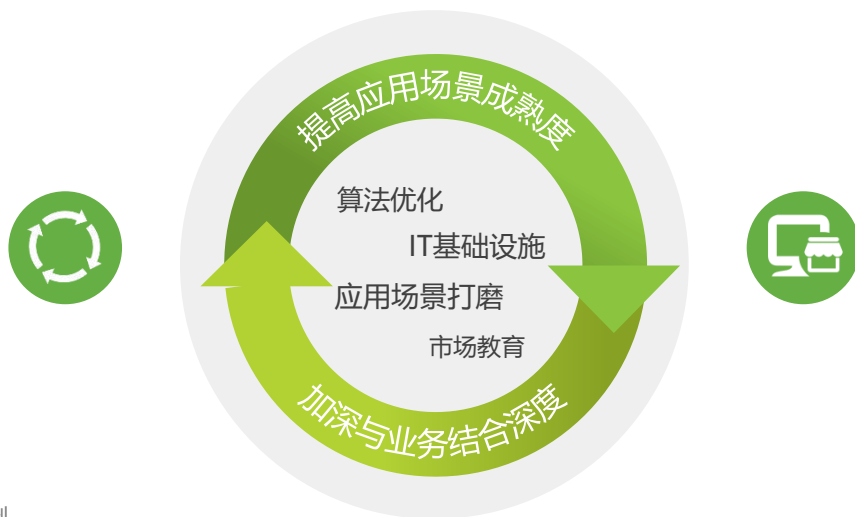 提高应用场景成熟度
算法优化
IT基础设施
应用场景打磨
市场教育
加深与业务结合深度